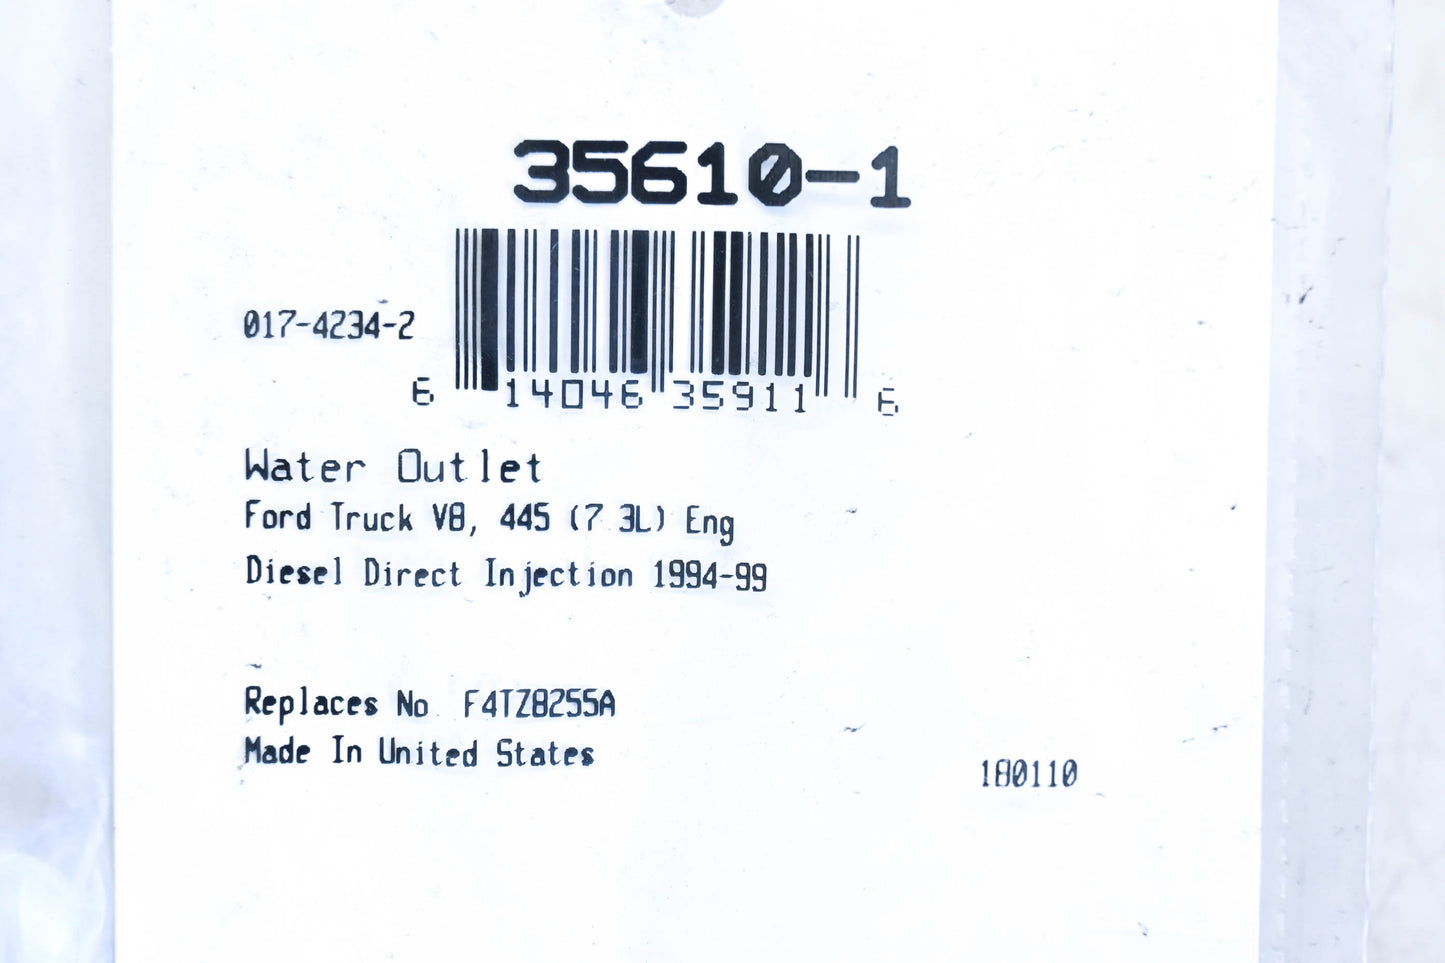 35610-1
017-4234-2
6 14046 35911 6
Water Outlet
Ford Truck V8, 445 (7 3L) Eng
Diesel Direct Injection 1994-99
Replaces No. F4TZ8255A
Made In United States
180110